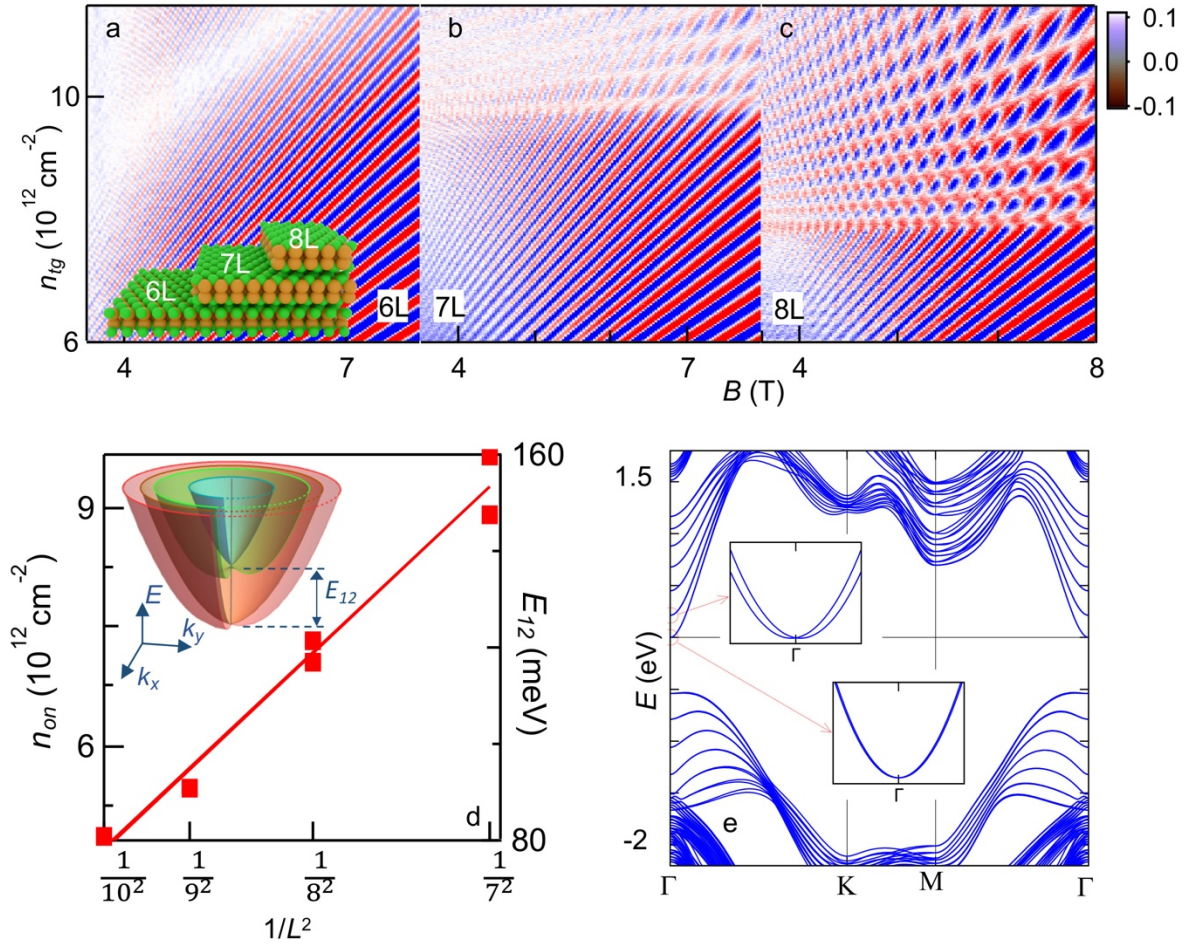 a
b
c
0.1
0.0
-0.1
10
6
n_tg (10^12 cm^-2)
6L
7L
8L
6L
7L
8L
4
7
4
7
4
8
B (T)
160
80
E_12 (meV)
9
6
n_on (10^12 cm^-2)
E
k_y
k_x
E_12
d
1/10^2
1/9^2
1/8^2
1/7^2
1/L^2
1.5
-2
E (eV)
Γ
Γ
e
Γ
K
M
Γ